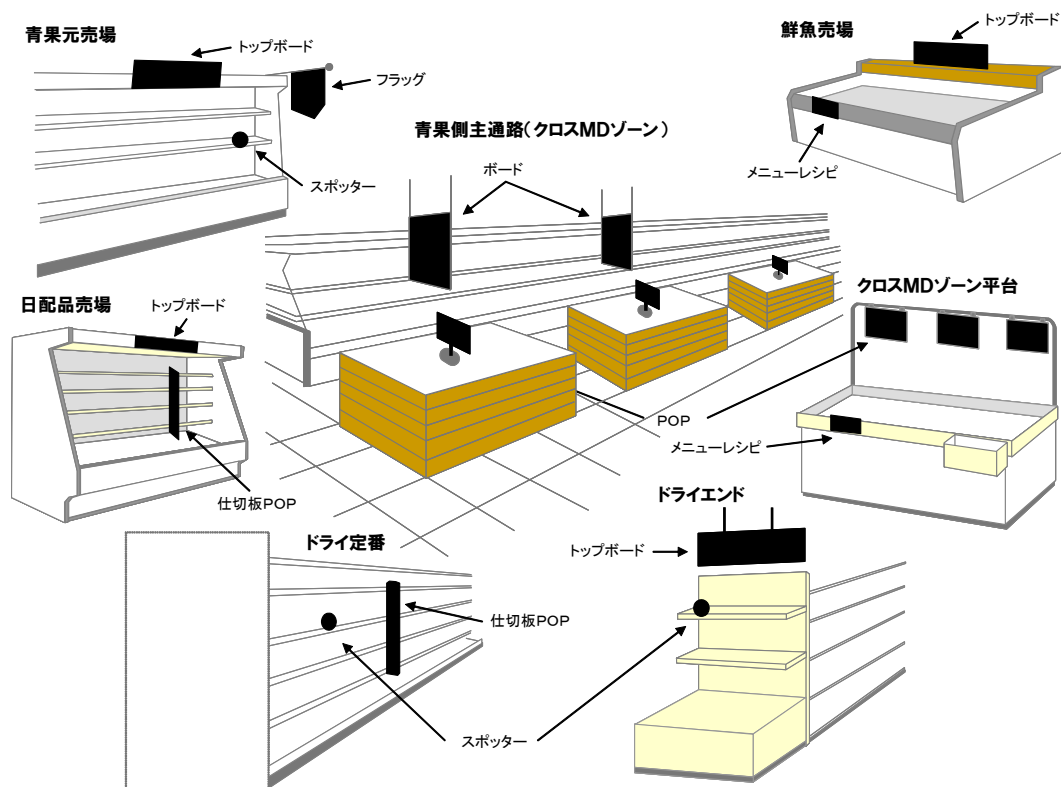 青果元売場
トップボード
フラッグ
スポッター
鮮魚売場
トップボード
メニューレシピ
青果側主通路(クロスMDゾーン)
ボード
日配品売場
トップボード
仕切板POP
クロスMDゾーン平台
POP
メニューレシピ
ドライ定番
仕切板POP
スポッター
ドライエンド
トップボード